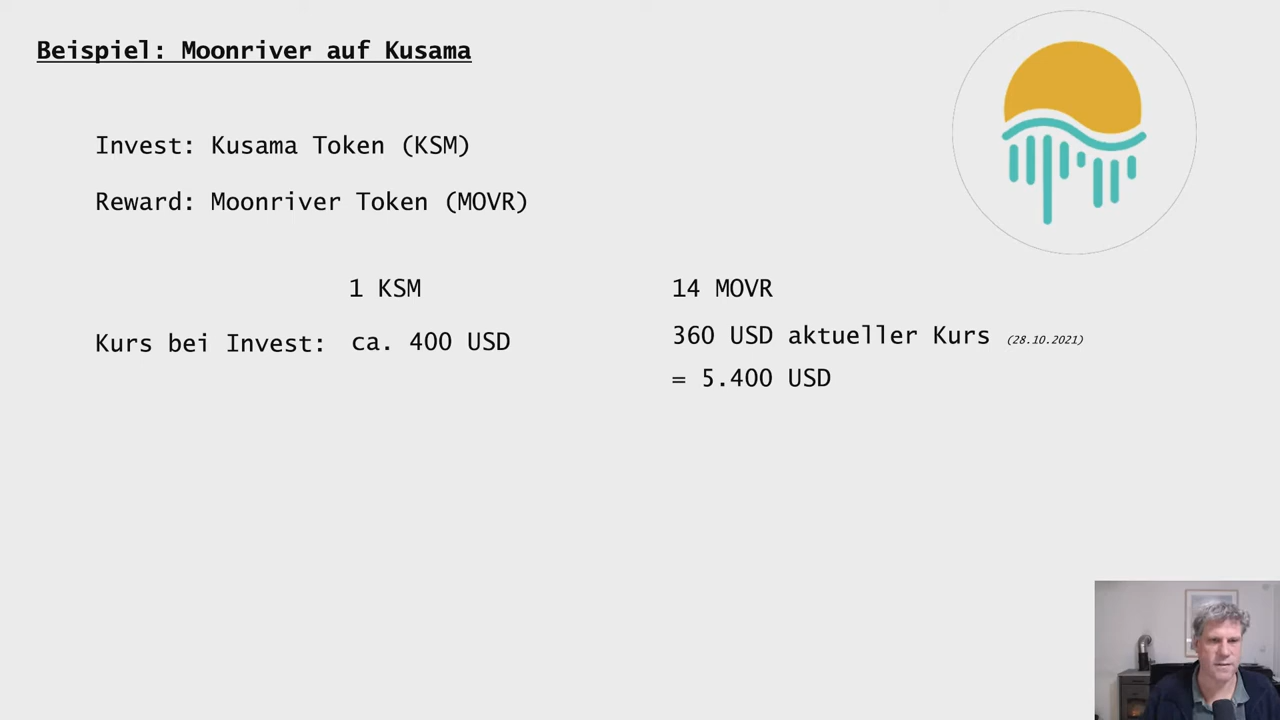 Beispiel: Moonriver auf Kusama
Invest: Kusama Token (KSM)
Reward: Moonriver Token (MOVR)
1 KSM
14 MOVR
Kurs bei Invest: ca. 400 USD
360 USD aktueller Kurs (28.10.2021)
= 5.400 USD